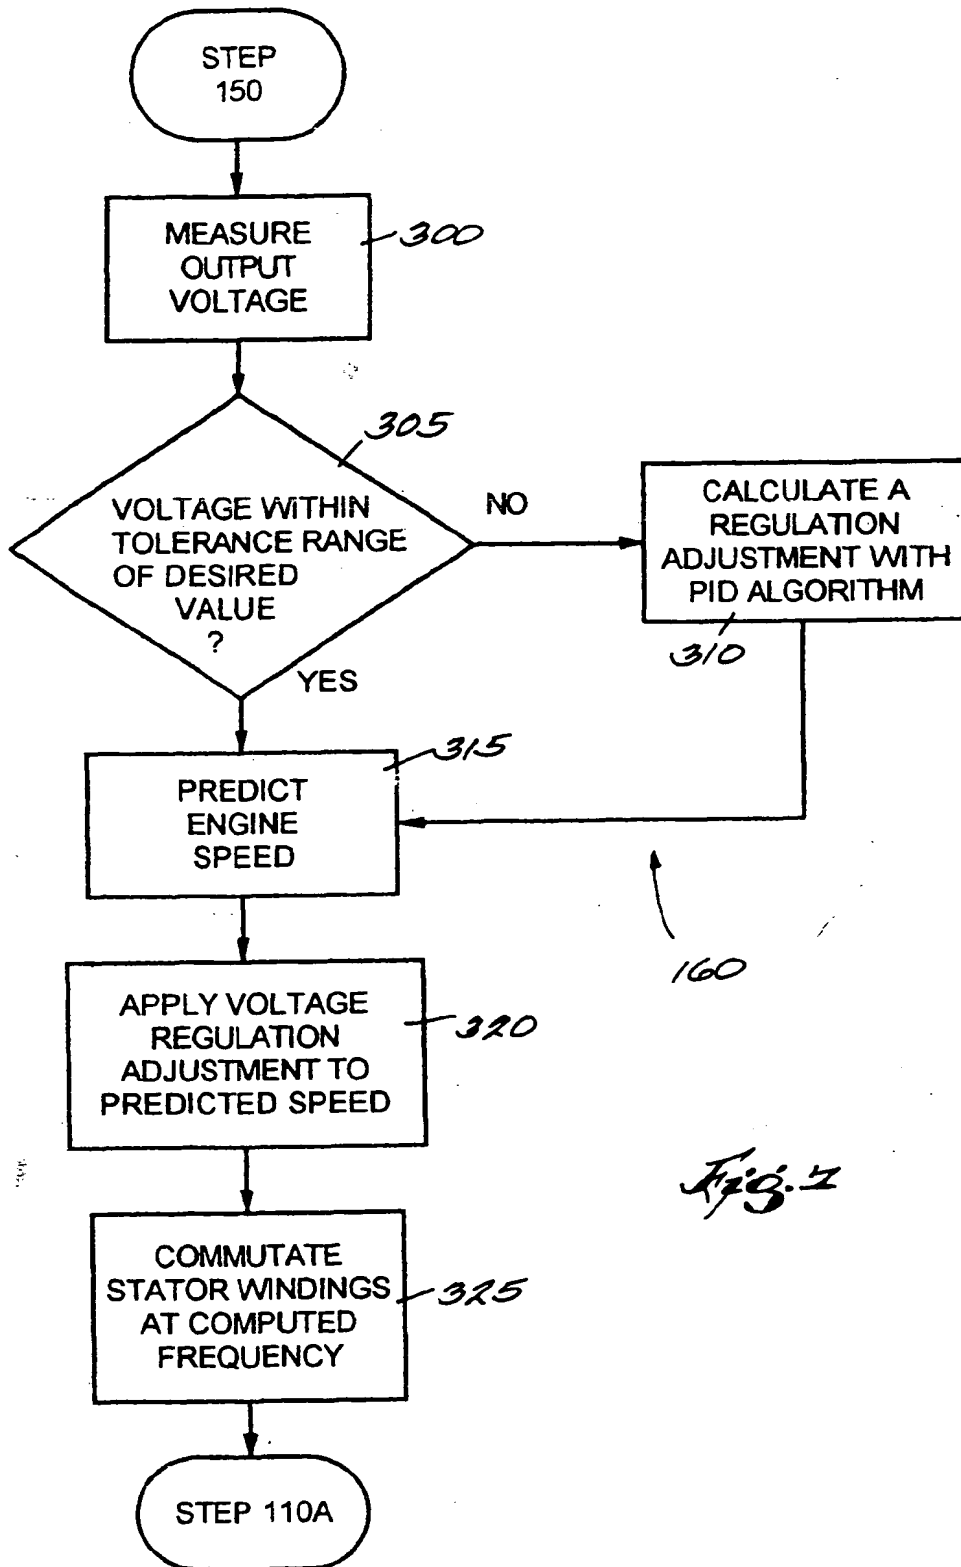 STEP
150
MEASURE
OUTPUT
VOLTAGE
300
305
VOLTAGE WITHIN
TOLERANCE RANGE
OF DESIRED
VALUE
?
NO
CALCULATE A
REGULATION
ADJUSTMENT WITH
PID ALGORITHM
310
YES
315
PREDICT
ENGINE
SPEED
160
APPLY VOLTAGE
REGULATION
ADJUSTMENT TO
PREDICTED SPEED
320
Fig. 7
COMMUTATE
STATOR WINDINGS
AT COMPUTED
FREQUENCY
325
STEP 110A